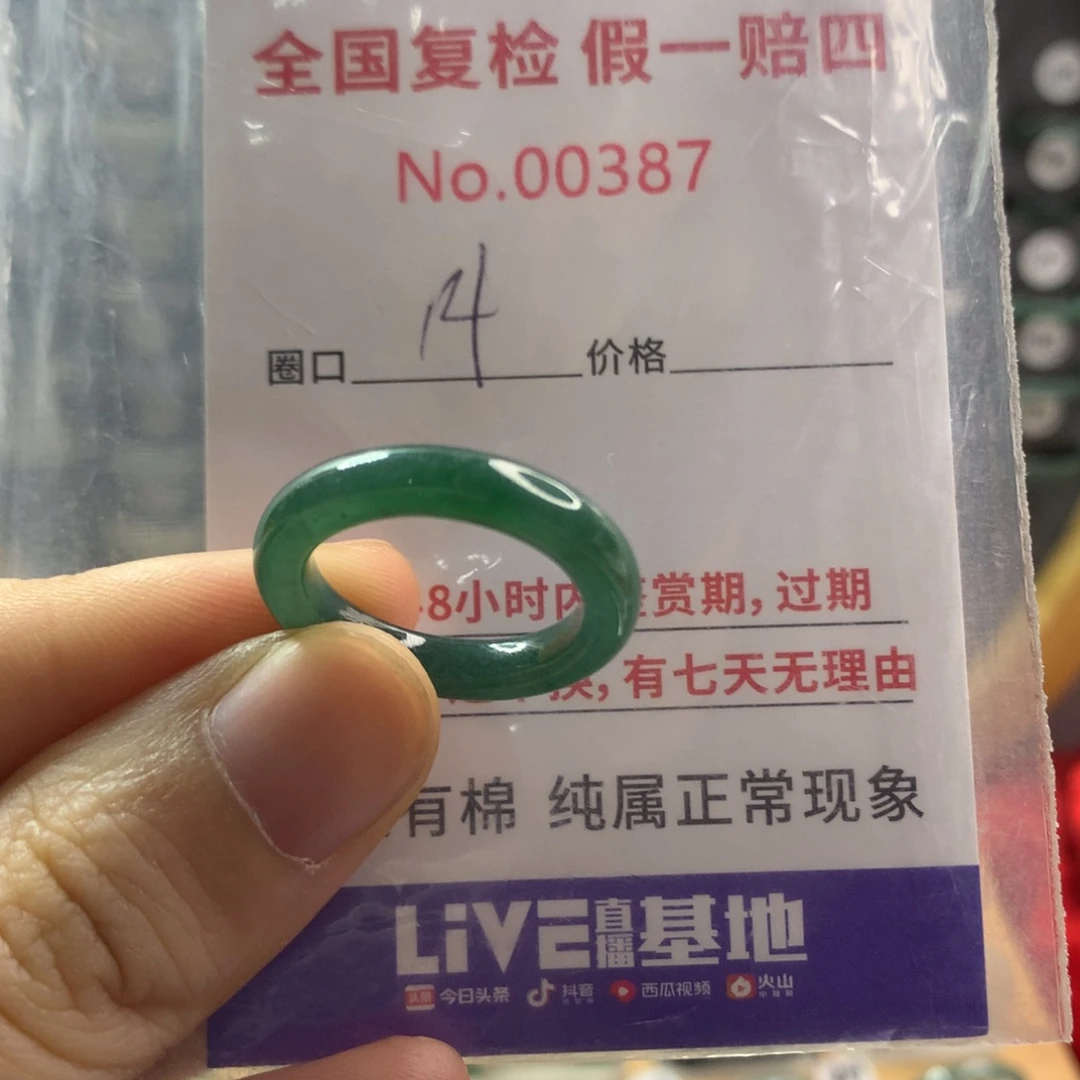 全国复检 假一赔四
No.00387
圈口 14 价格
8小时内 赏期，过期
换，有七天无理由
有棉 纯属正常现象
LiVE直播基地
头条 今日头条 抖音 西瓜视频 火山